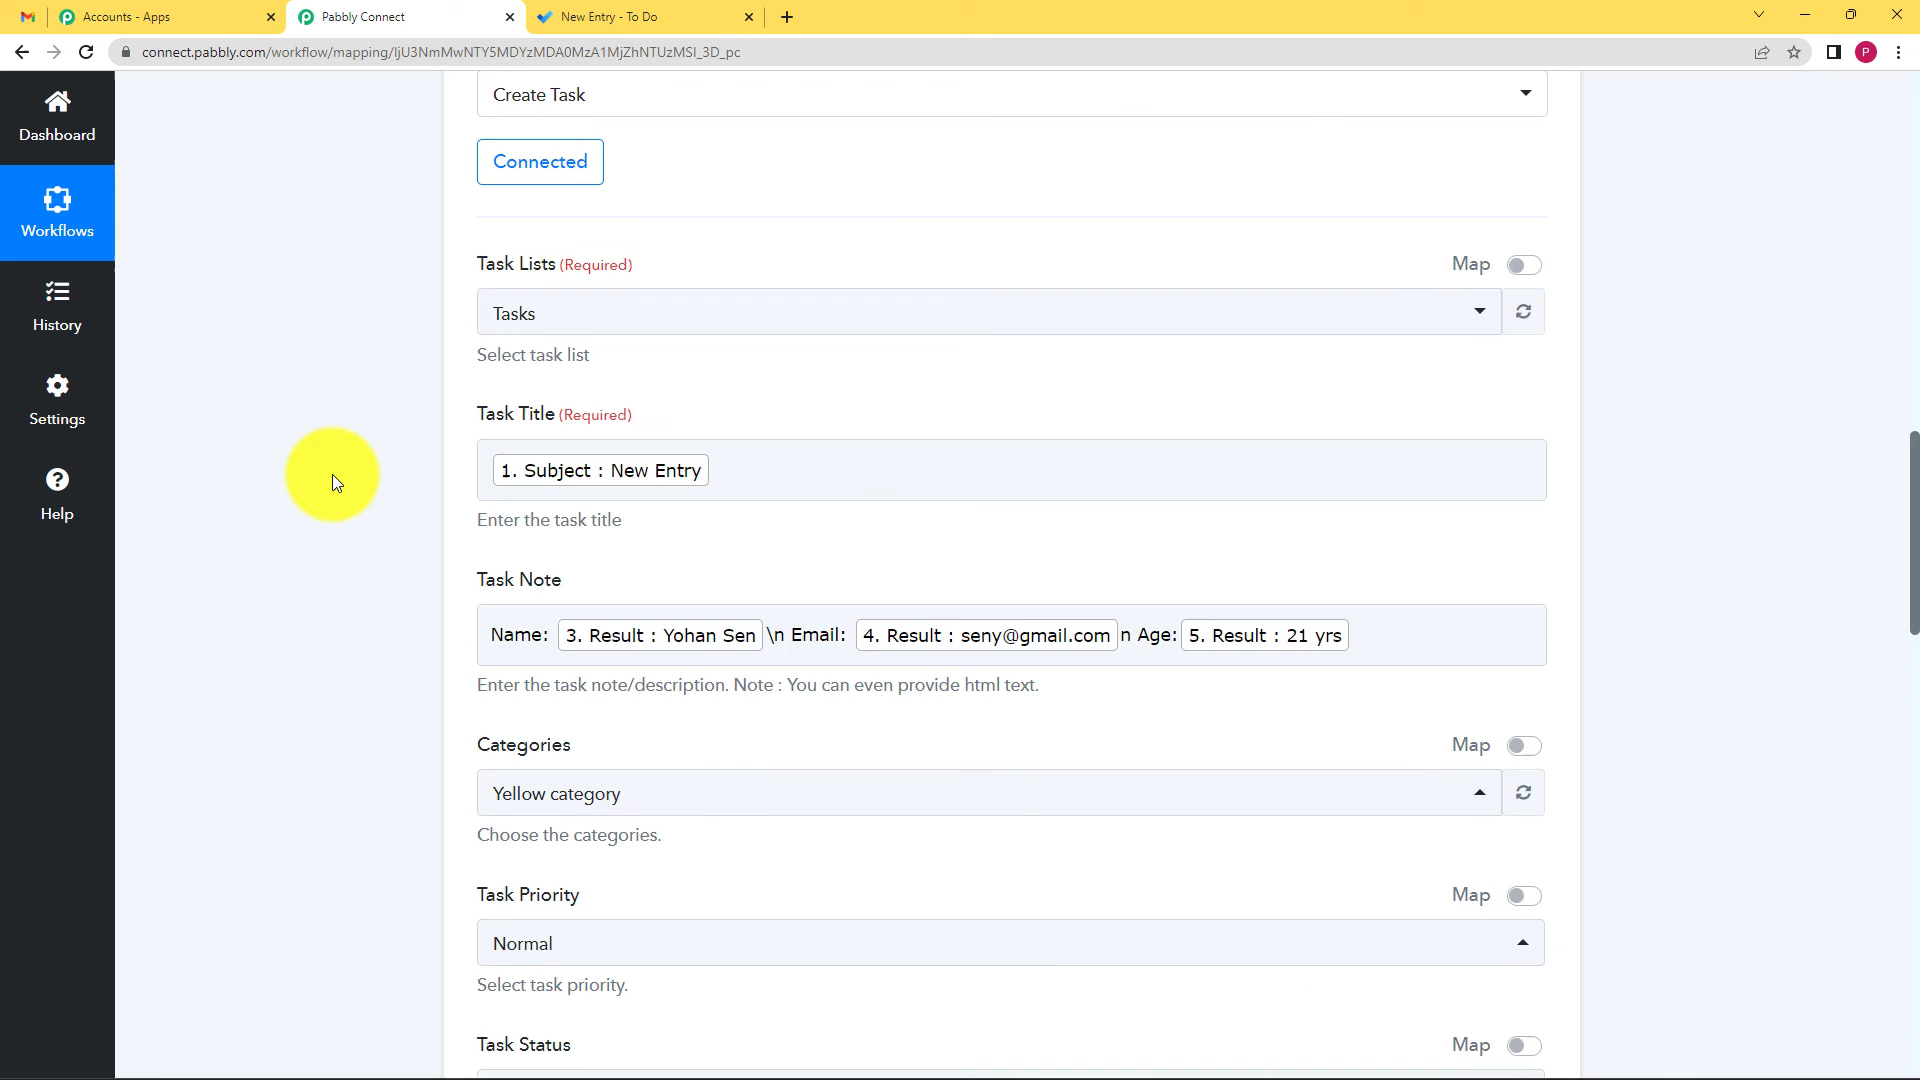 Accounts - Apps
Pabbly Connect
New Entry - To Do
connect.pabbly.com/workflow/mapping/IjU3NmMwNTY5MDYzMDA0MzA1MjZhNTUzMSI_3D_pc
P
Dashboard
Workflows
History
Settings
Help
Create Task
Connected
Task Lists (Required)
Map
Tasks
Select task list
Task Title (Required)
1. Subject : New Entry
Enter the task title
Task Note
Name: 3. Result : Yohan Sen \n Email: 4. Result : seny@gmail.com n Age: 5. Result : 21 yrs
Enter the task note/description. Note : You can even provide html text.
Categories
Map
Yellow category
Choose the categories.
Task Priority
Map
Normal
Select task priority.
Task Status
Map